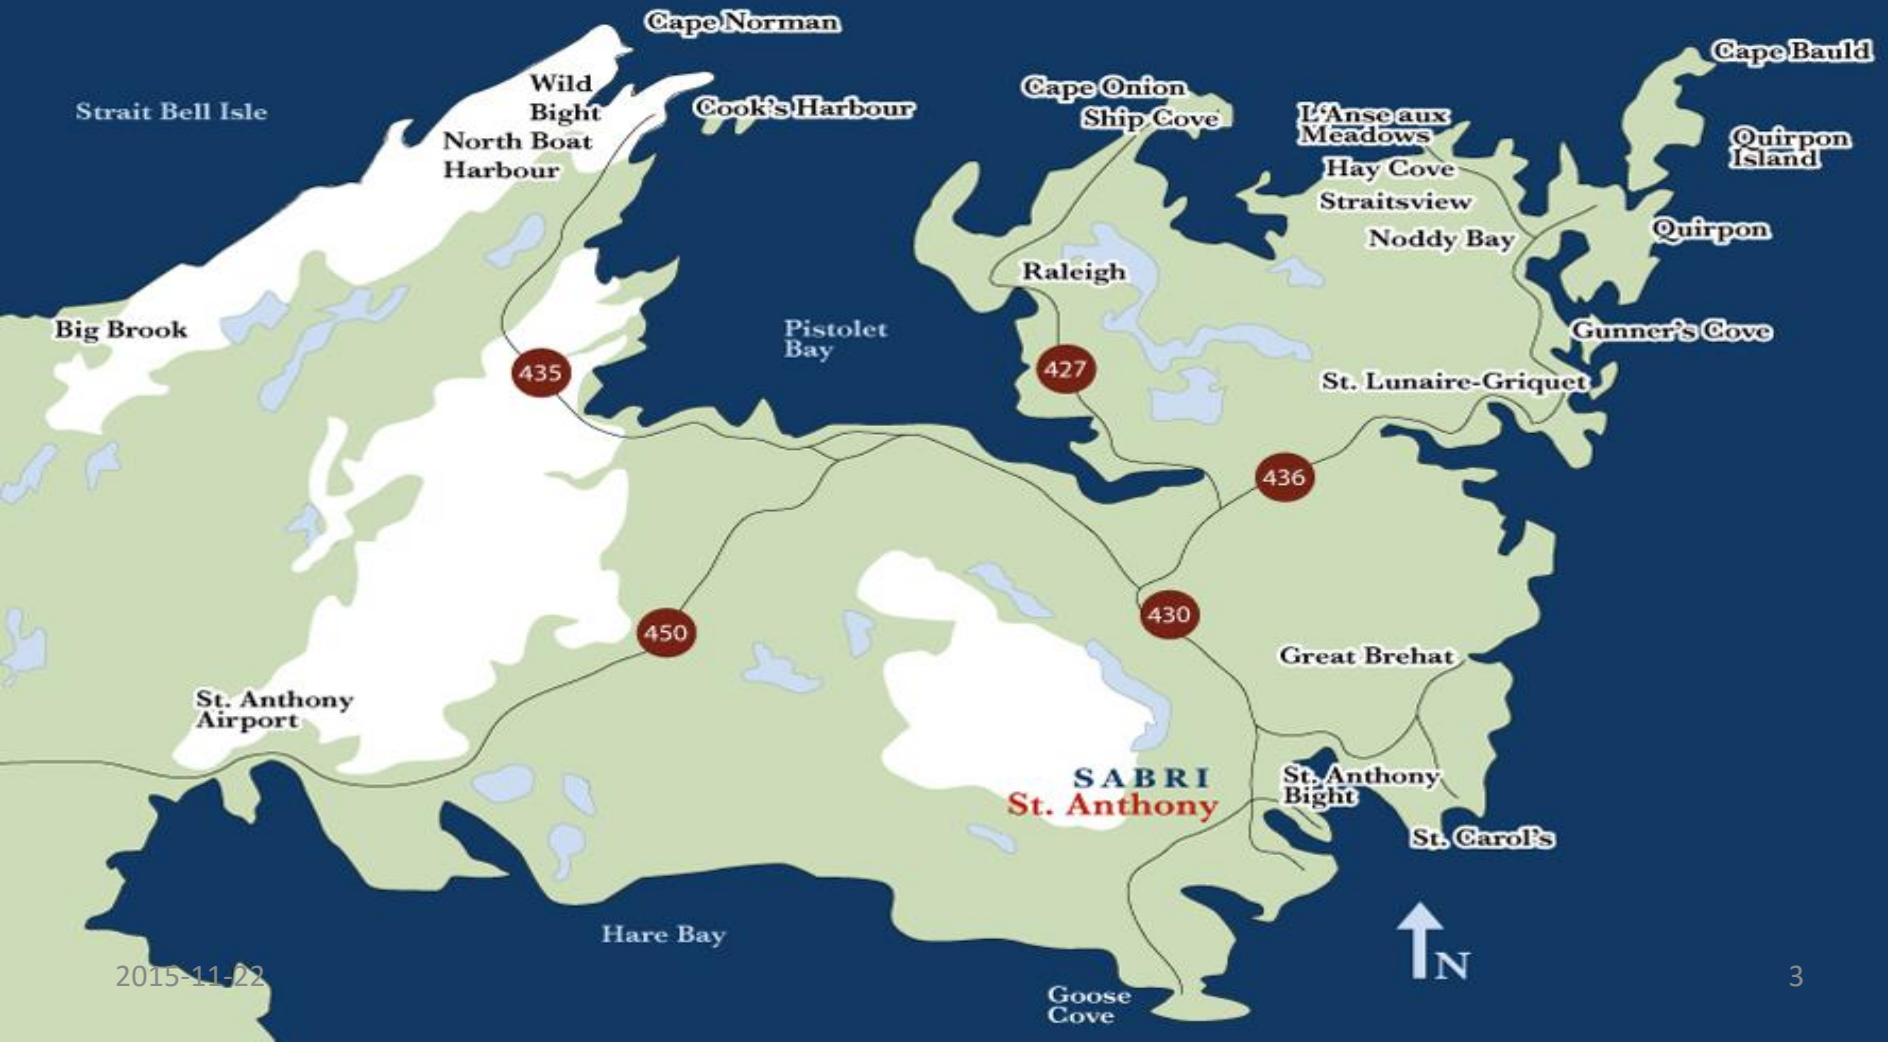 Cape Norman
Cape Bauld
Wild
Bight
Cape Onion
Ship Cove
Strait Bell Isle
Cook's Harbour
L'Anse aux
Meadows
Quirpon
Island
North Boat
Harbour
Hay Cove
Straitsview
Noddy Bay
Quirpon
Raleigh
Big Brook
Pistolet
Bay
Gunner's Cove
435
427
St. Lunaire-Griquet
436
430
450
Great Brehat
St. Anthony
Airport
SABRI
St. Anthony
St. Anthony
Bight
St. Carol's
Hare Bay
N
2015-11-22
Goose
Cove
3